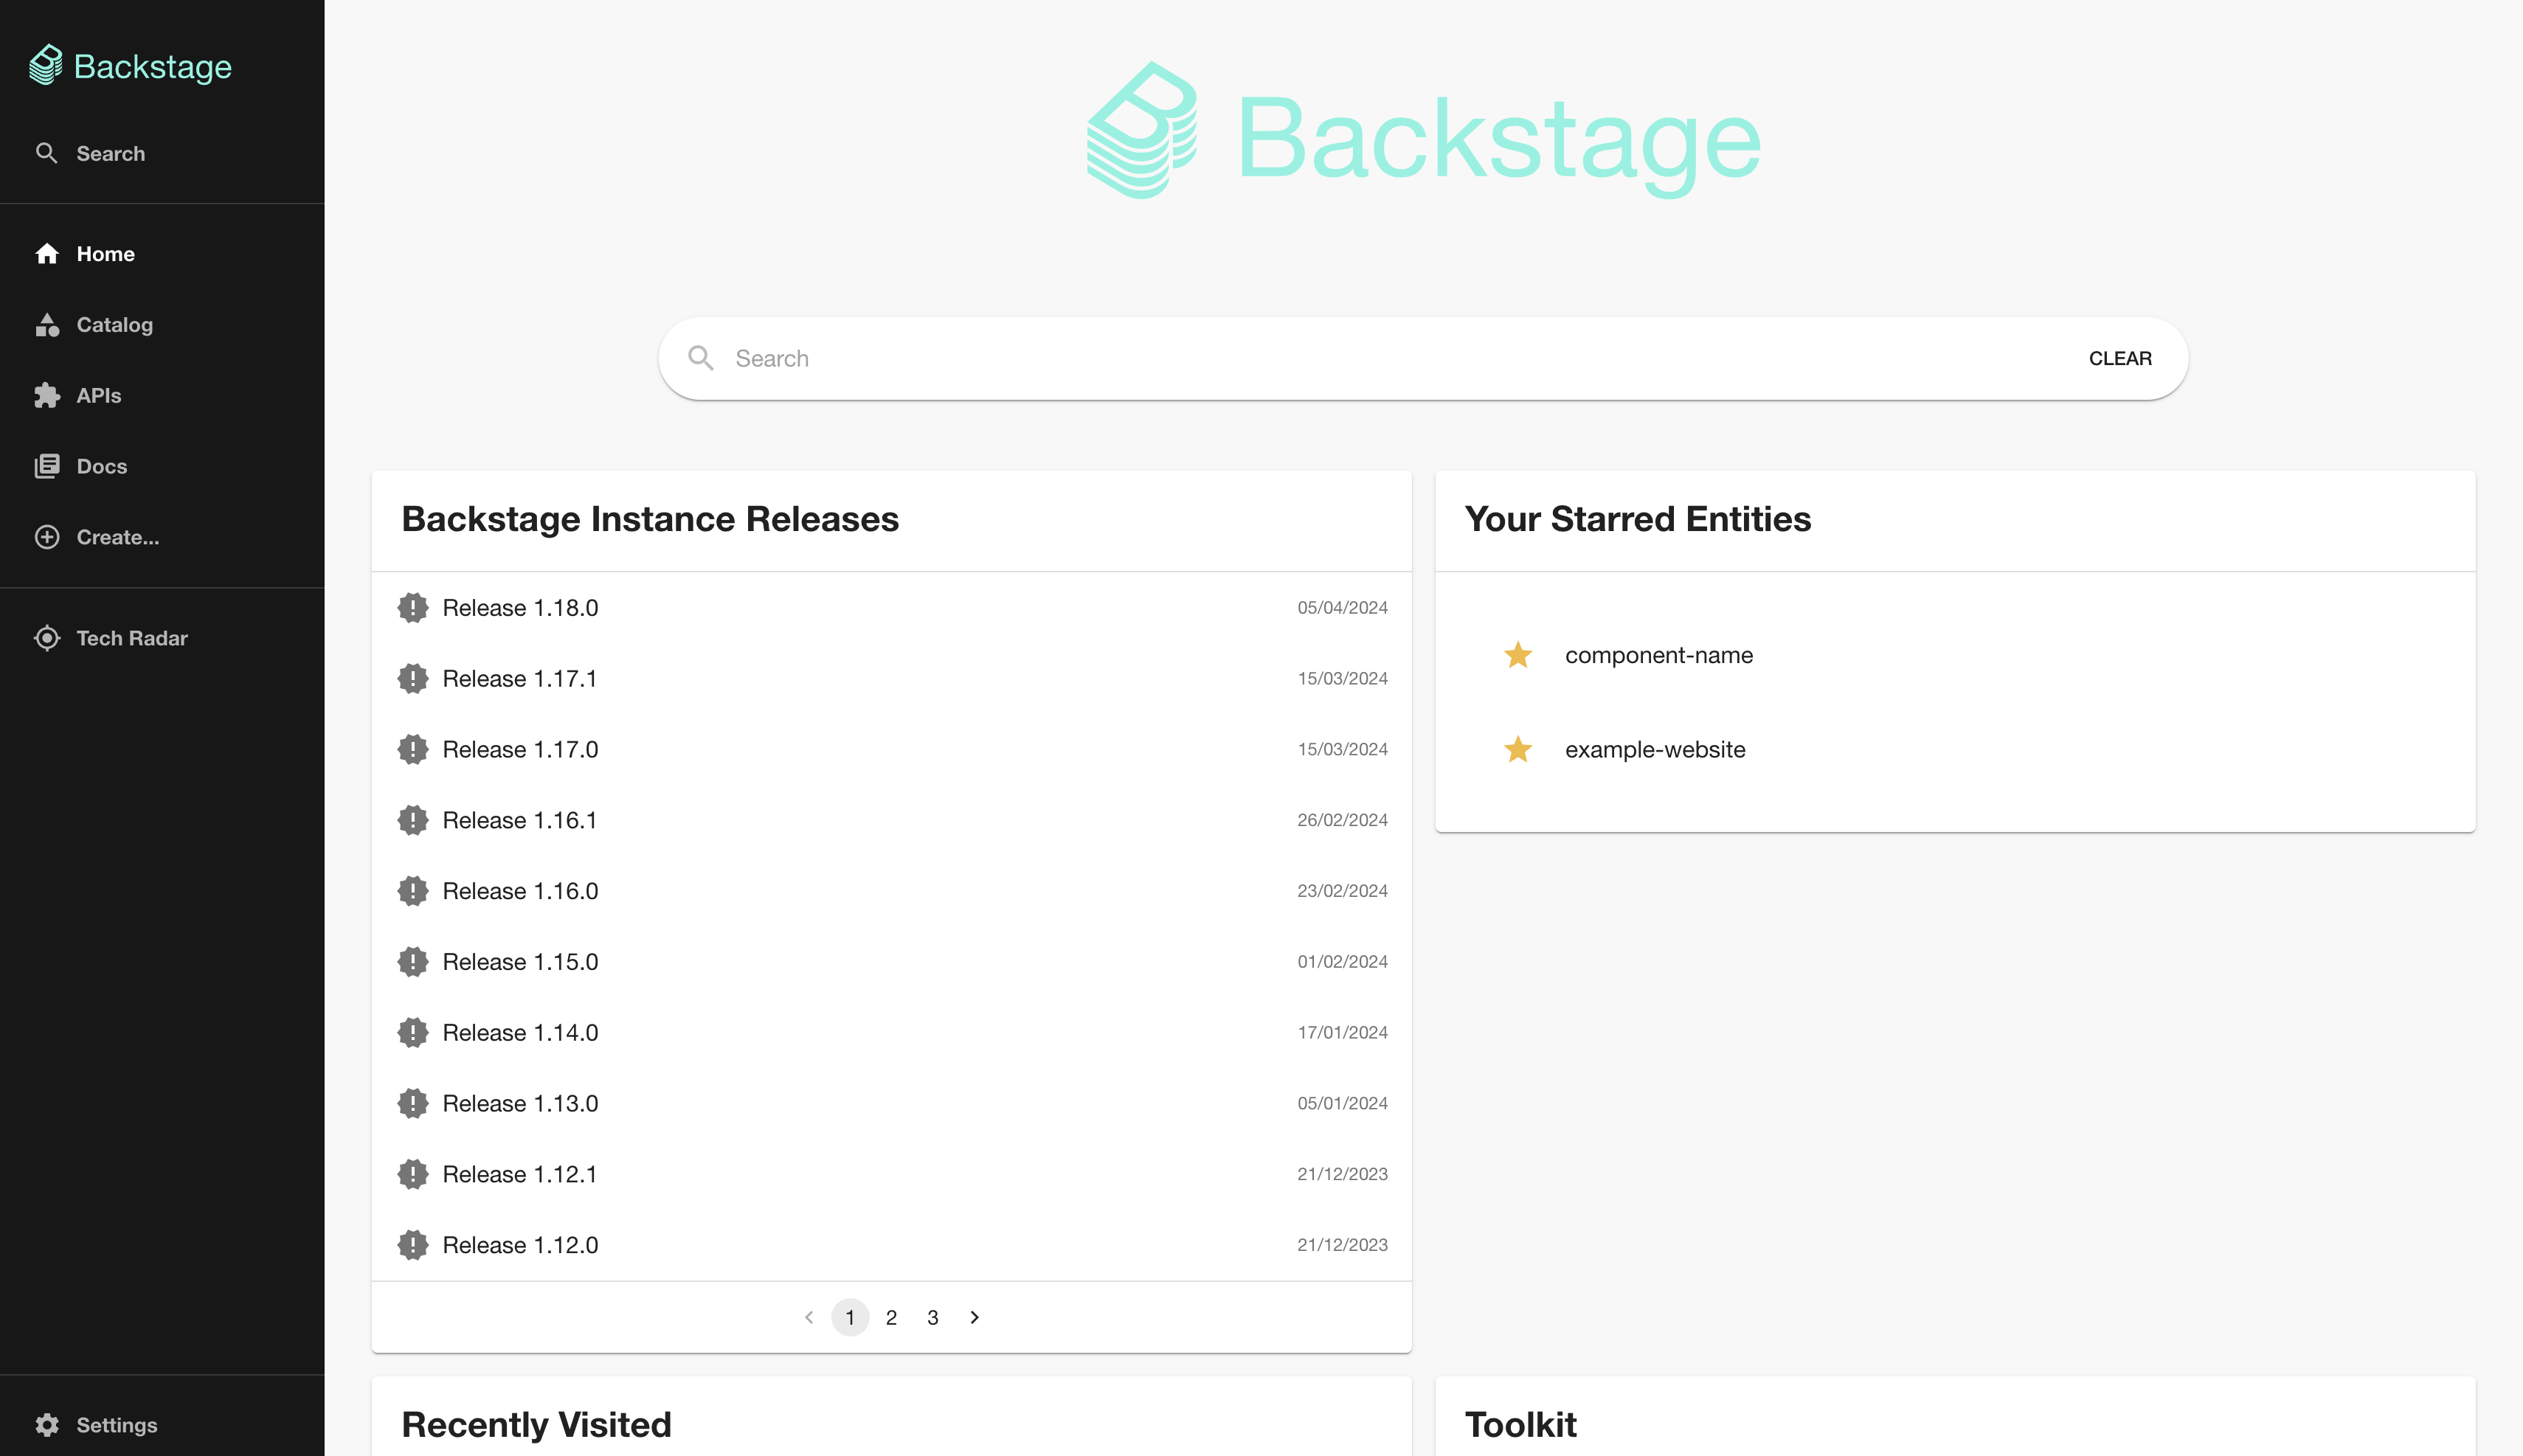 Backstage
Search
Home
Catalog
APIs
Docs
Create...
Tech Radar
Settings
Backstage
Search
CLEAR
Backstage Instance Releases
Release 1.18.0 05/04/2024
Release 1.17.1 15/03/2024
Release 1.17.0 15/03/2024
Release 1.16.1 26/02/2024
Release 1.16.0 23/02/2024
Release 1.15.0 01/02/2024
Release 1.14.0 17/01/2024
Release 1.13.0 05/01/2024
Release 1.12.1 21/12/2023
Release 1.12.0 21/12/2023
1 2 3
Your Starred Entities
component-name
example-website
Recently Visited
Toolkit